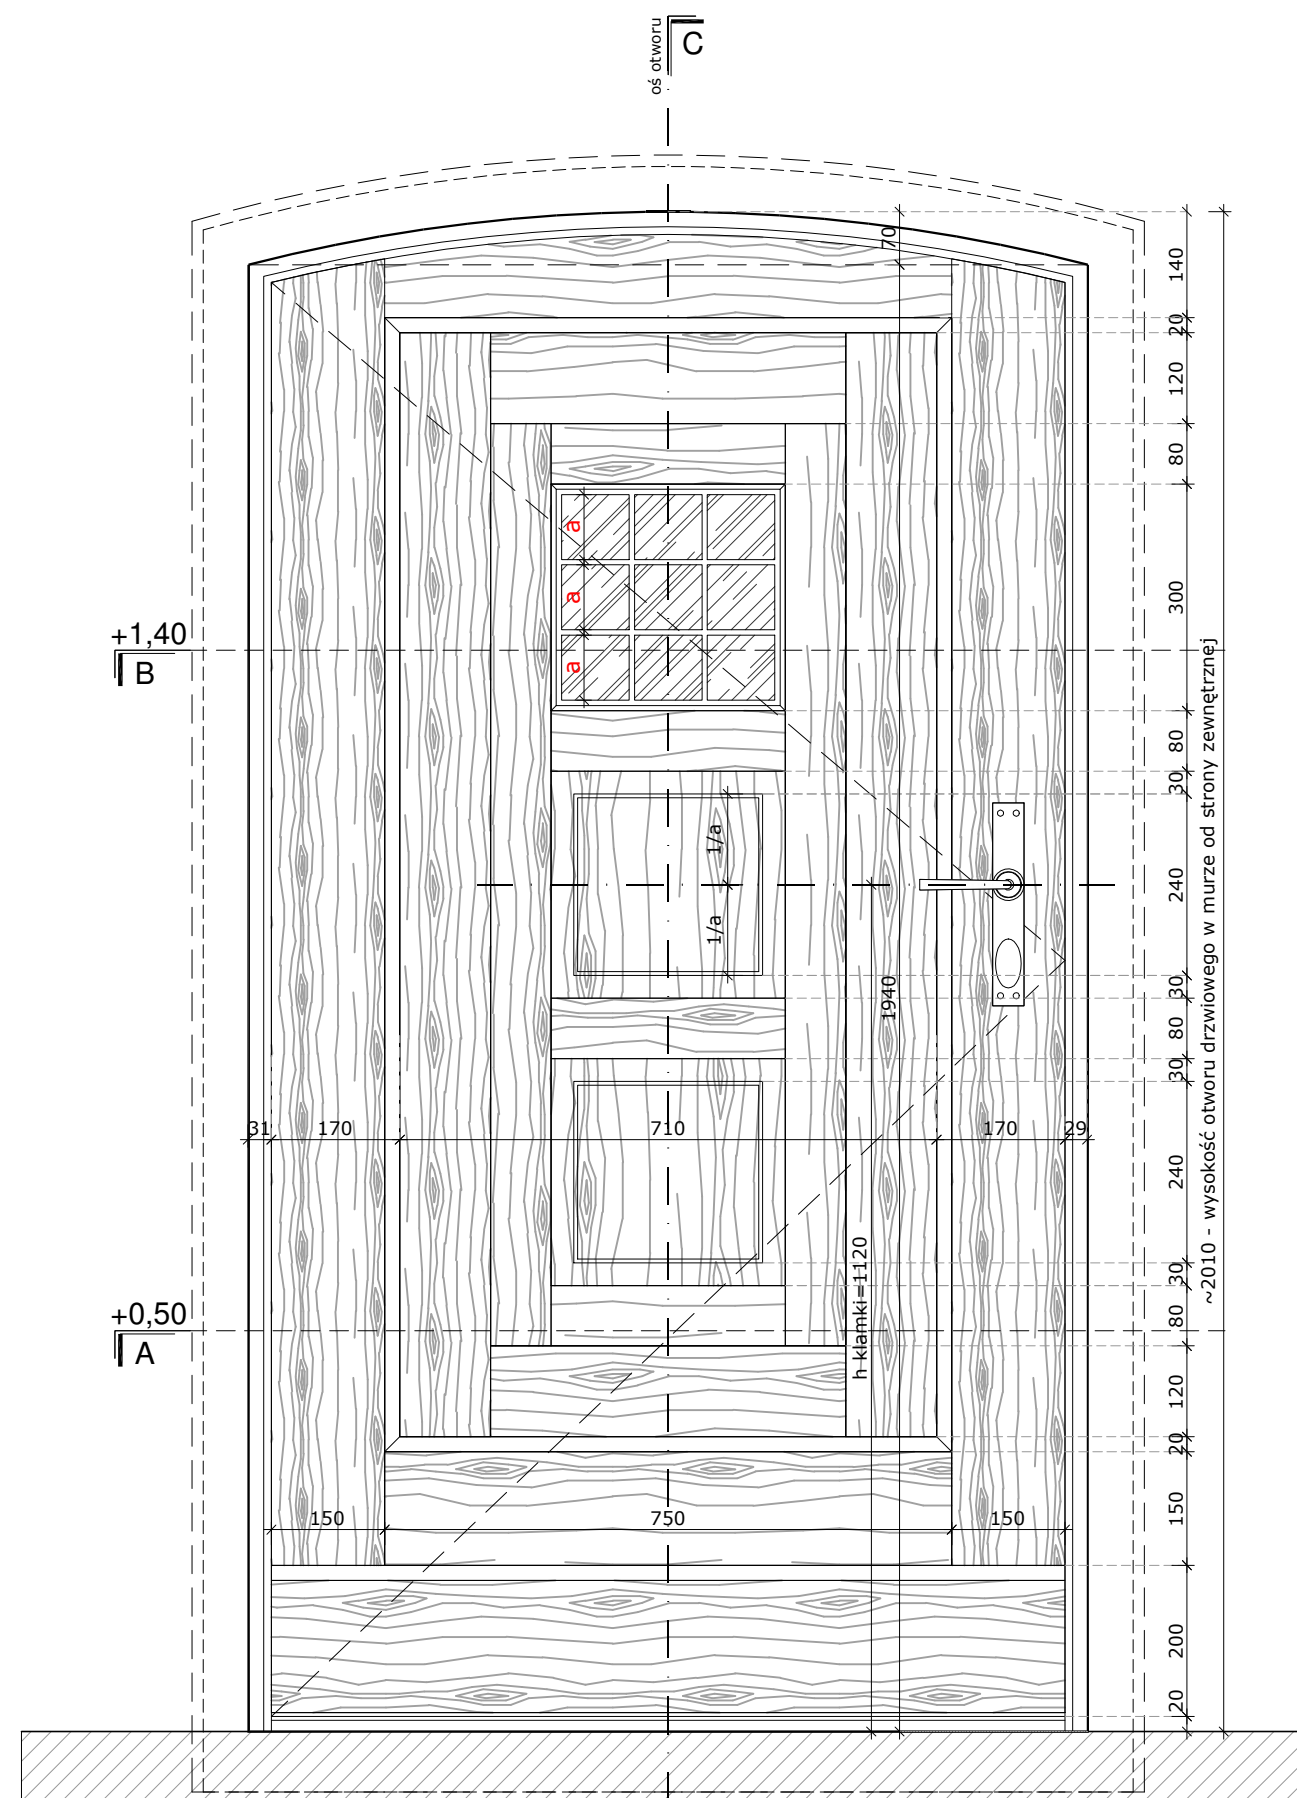 oś otworu
C
70
140
20
120
80
a
a
a
300
+1,40
B
80
30
1/a
240
1/a
1940
30
80
30
31
170
710
170
29
240
h klamki=1120
~2010 - wysokość otworu drzwiowego w murze od strony zewnętrznej
30
+0,50
A
80
120
20
150
750
150
150
200
20